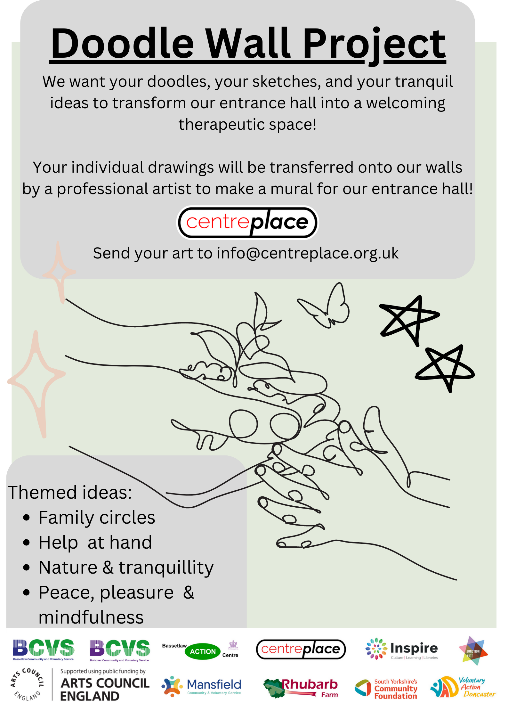 Doodle Wall Project
We want your doodles, your sketches, and your tranquil
ideas to transform our entrance hall into a welcoming
therapeutic space!
Your individual drawings will be transferred onto our walls
by a professional artist to make a mural for our entrance hall!
centreplace
Send your art to info@centreplace.org.uk
Themed ideas:
• Family circles
• Help at hand
• Nature & tranquillity
• Peace, pleasure &
mindfulness
BCVS
BCVS
Bassetlaw
ACTION
Centre
centreplace
Inspire
ARTS COUNCIL
ENGLAND
Supported using public funding by
ARTS COUNCIL
ENGLAND
Mansfield
Community & Voluntary Service
Rhubarb
Farm
South Yorkshire's
Community
Foundation
Voluntary
Action
Doncaster